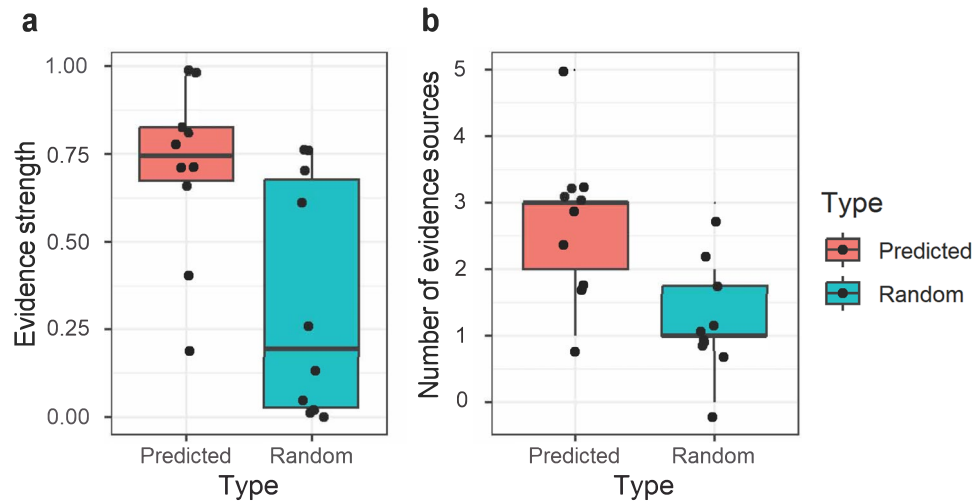 a
Evidence strength
1.00
0.75
0.50
0.25
0.00
Predicted
Random
Type
b
Number of evidence sources
5
4
3
2
1
0
Predicted
Random
Type
Type
Predicted
Random